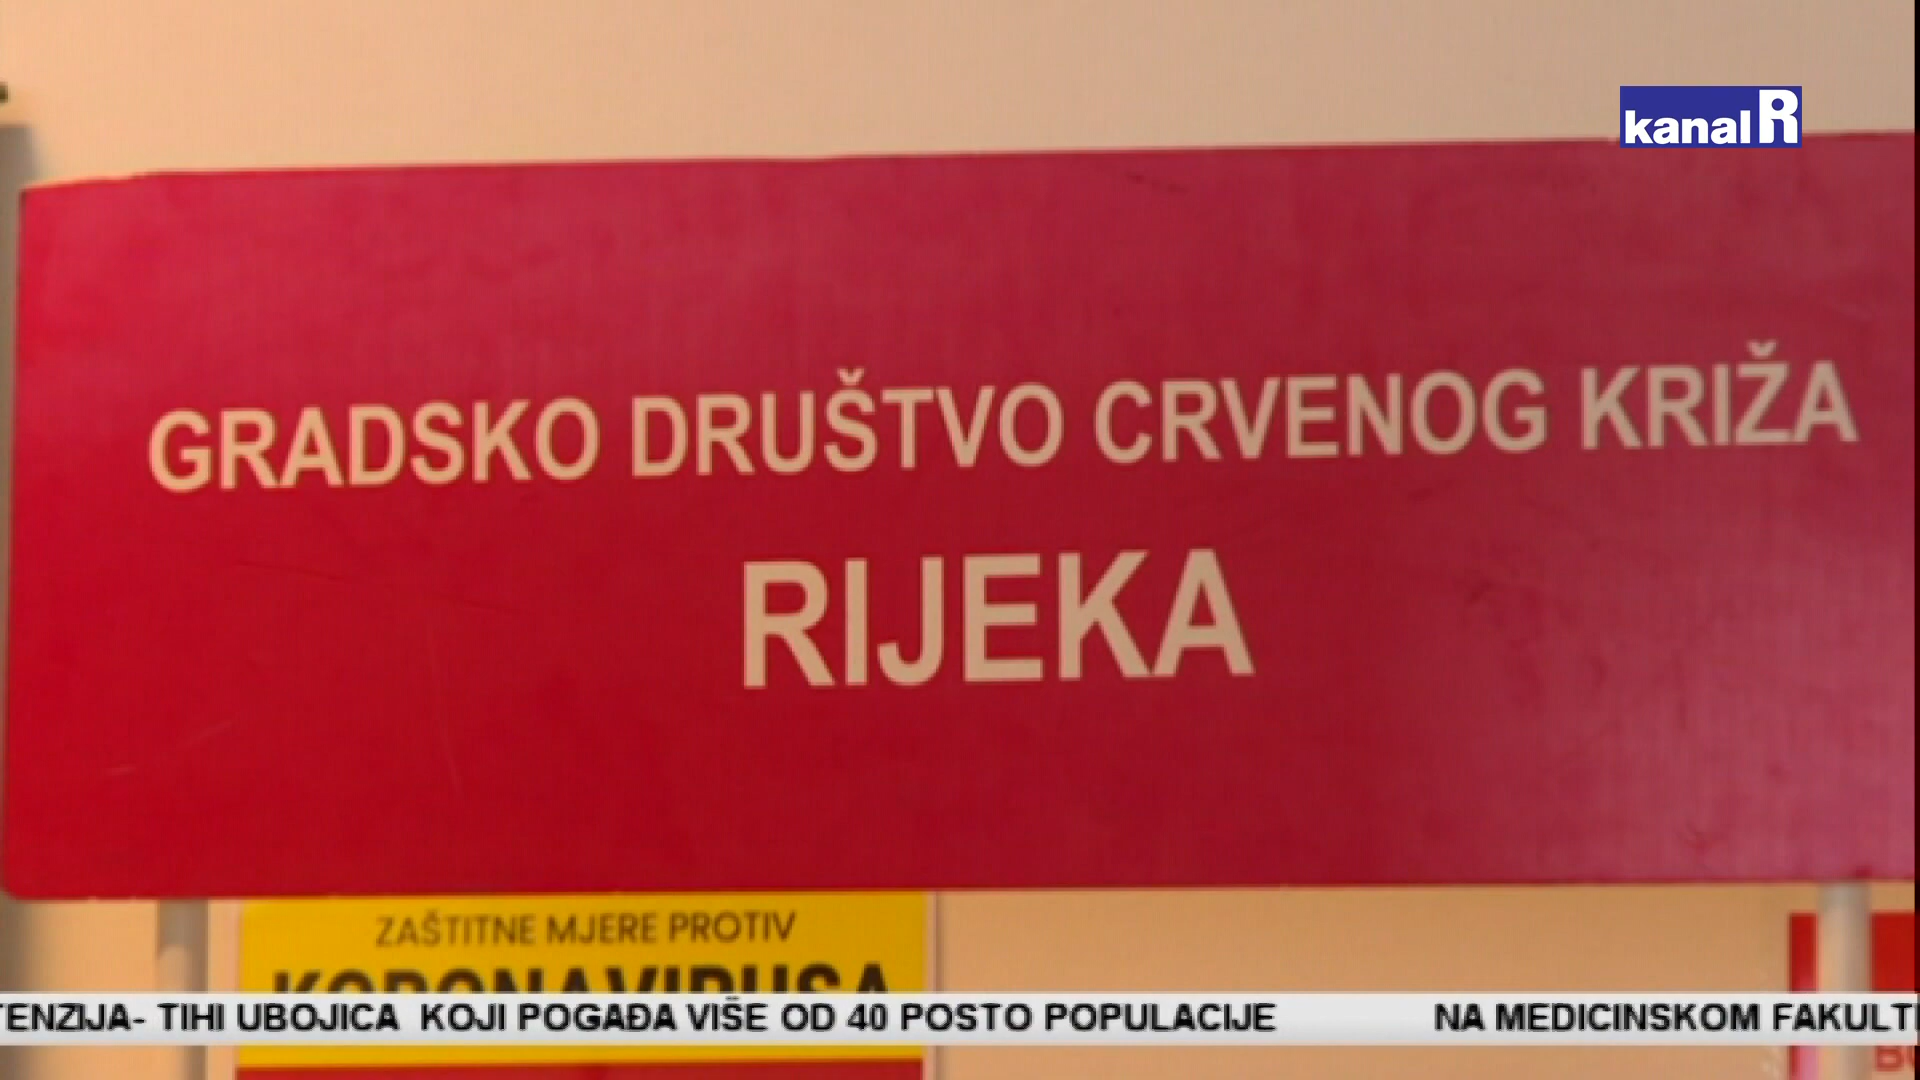 kanal R
GRADSKO DRUŠTVO CRVENOG KRIŽA
RIJEKA
ZAŠTITNE MJERE PROTIV
KORONAVIRUSA
TENZIJA- TIHI UBOJICA KOJI POGAĐA VIŠE OD 40 POSTO POPULACIJE NA MEDICINSKOM FAKULT